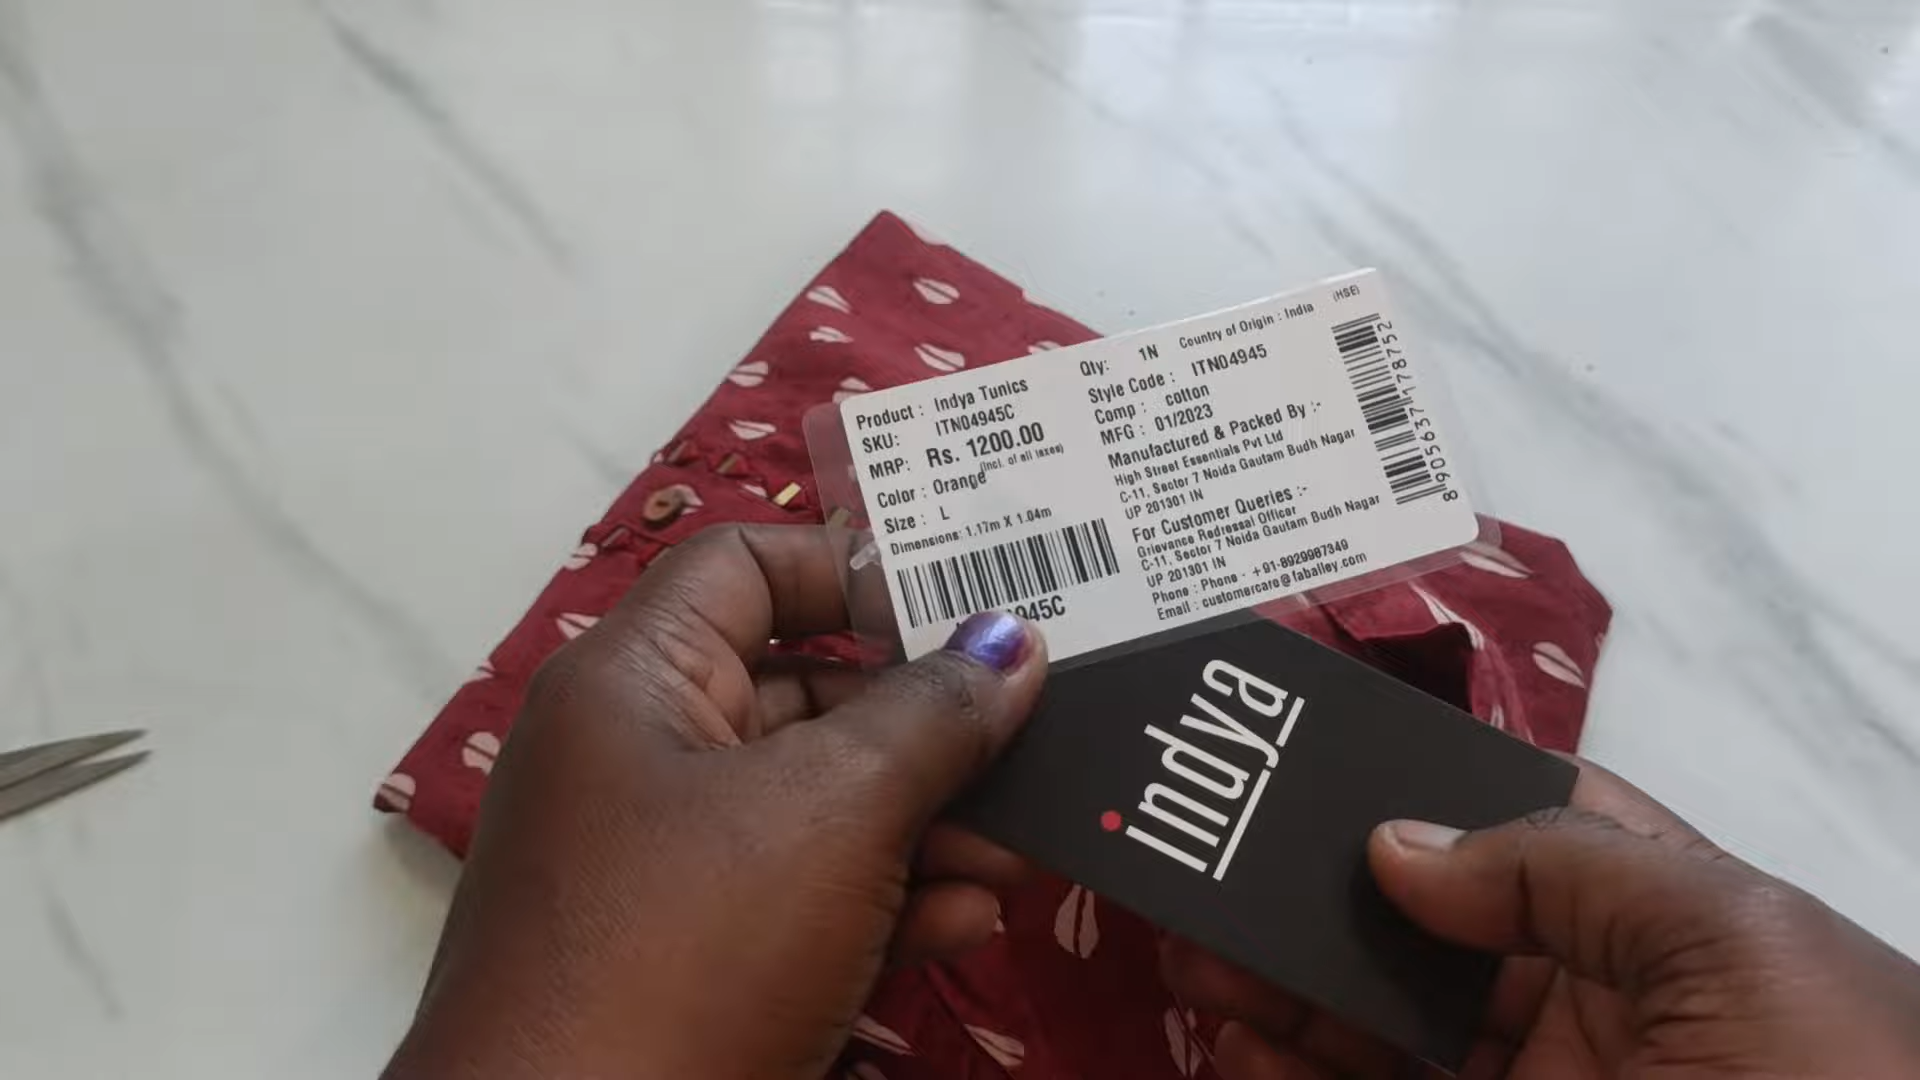 Product : Indya Tunics
SKU: ITN04945C
MRP: Rs. 1200.00
(Incl. of all taxes)
Color : Orange
Size : L
Dimensions: 1.17m X 1.04m
945C
Qty: 1N Country of Origin : India (HSE)
Style Code : ITN04945
Comp : cotton
MFG : 01/2023
Manufactured & Packed By :-
High Street Essentials Pvt Ltd
C-11, Sector 7 Noida Gautam Budh Nagar
UP 201301 IN
For Customer Queries :-
Grievance Redressal Officer
C-11, Sector 7 Noida Gautam Budh Nagar
UP 201301 IN
Phone : Phone - +91-8929987349
Email : customercare@faballey.com
8905637178752
indya